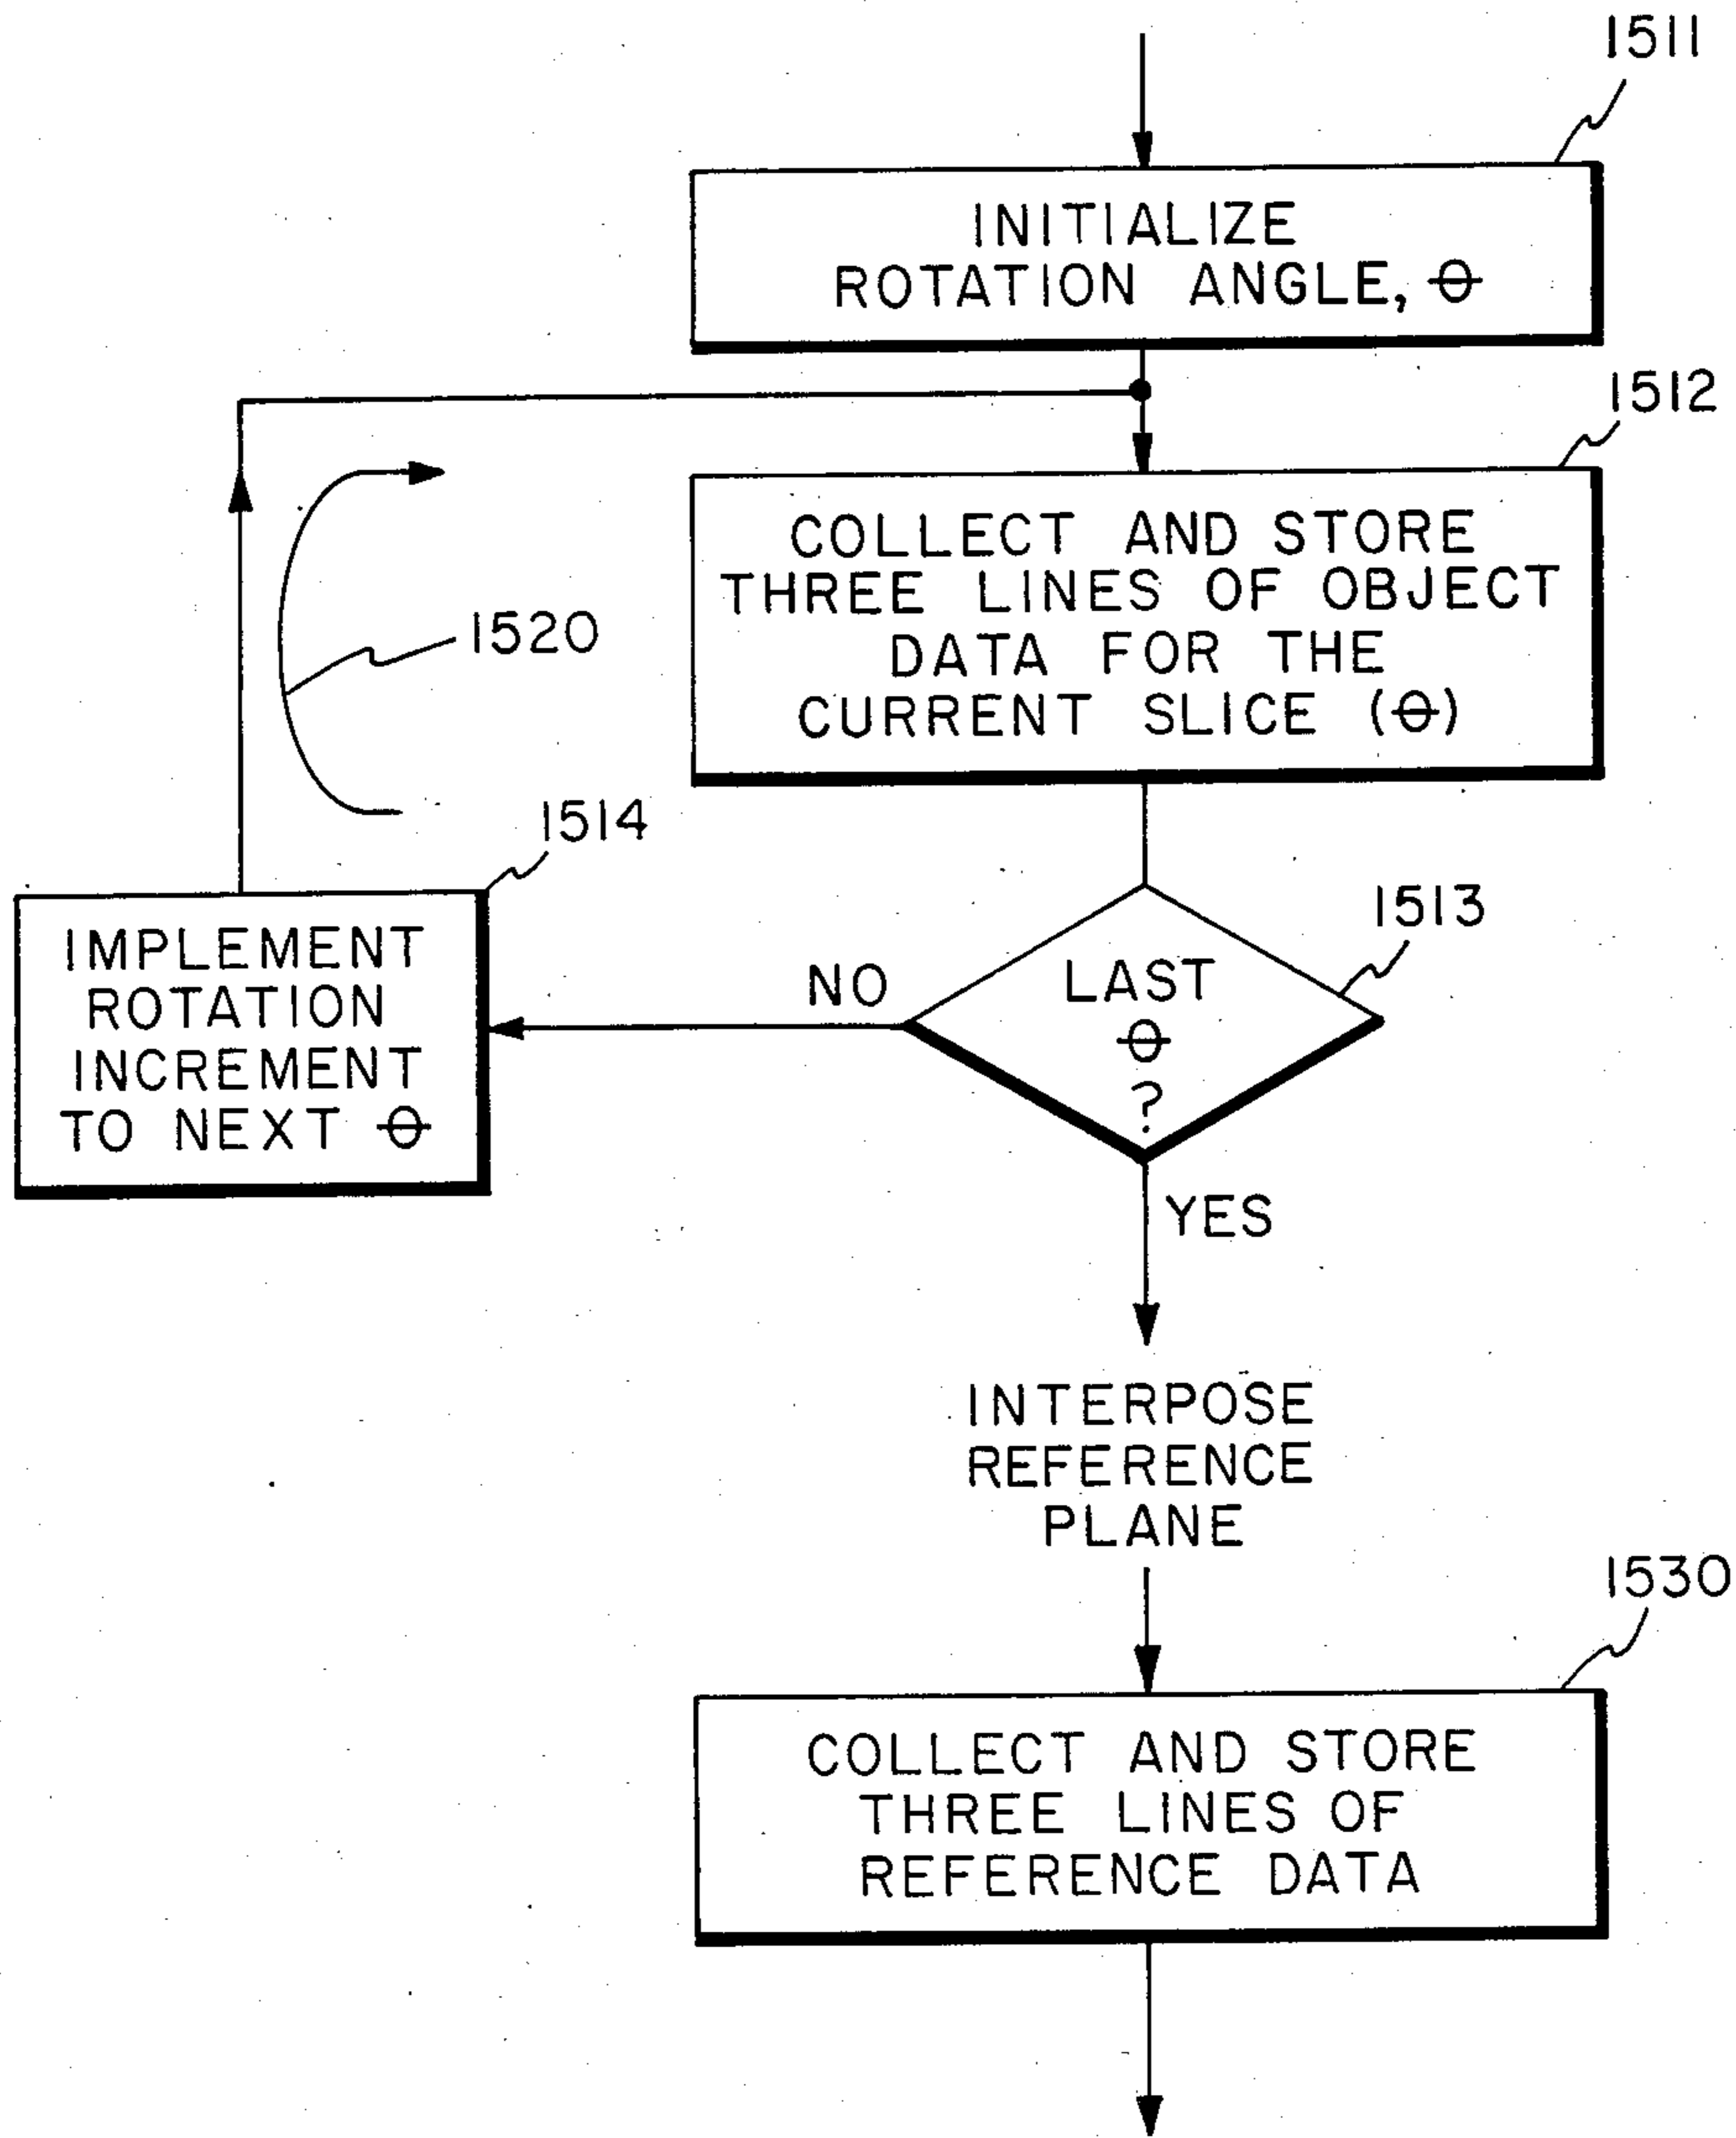 1511
INITIALIZE
ROTATION ANGLE, Θ
1512
COLLECT AND STORE
THREE LINES OF OBJECT
DATA FOR THE
CURRENT SLICE (Θ)
1520
1514
IMPLEMENT
ROTATION
INCREMENT
TO NEXT Θ
NO
1513
LAST
Θ
?
YES
INTERPOSE
REFERENCE
PLANE
1530
COLLECT AND STORE
THREE LINES OF
REFERENCE DATA